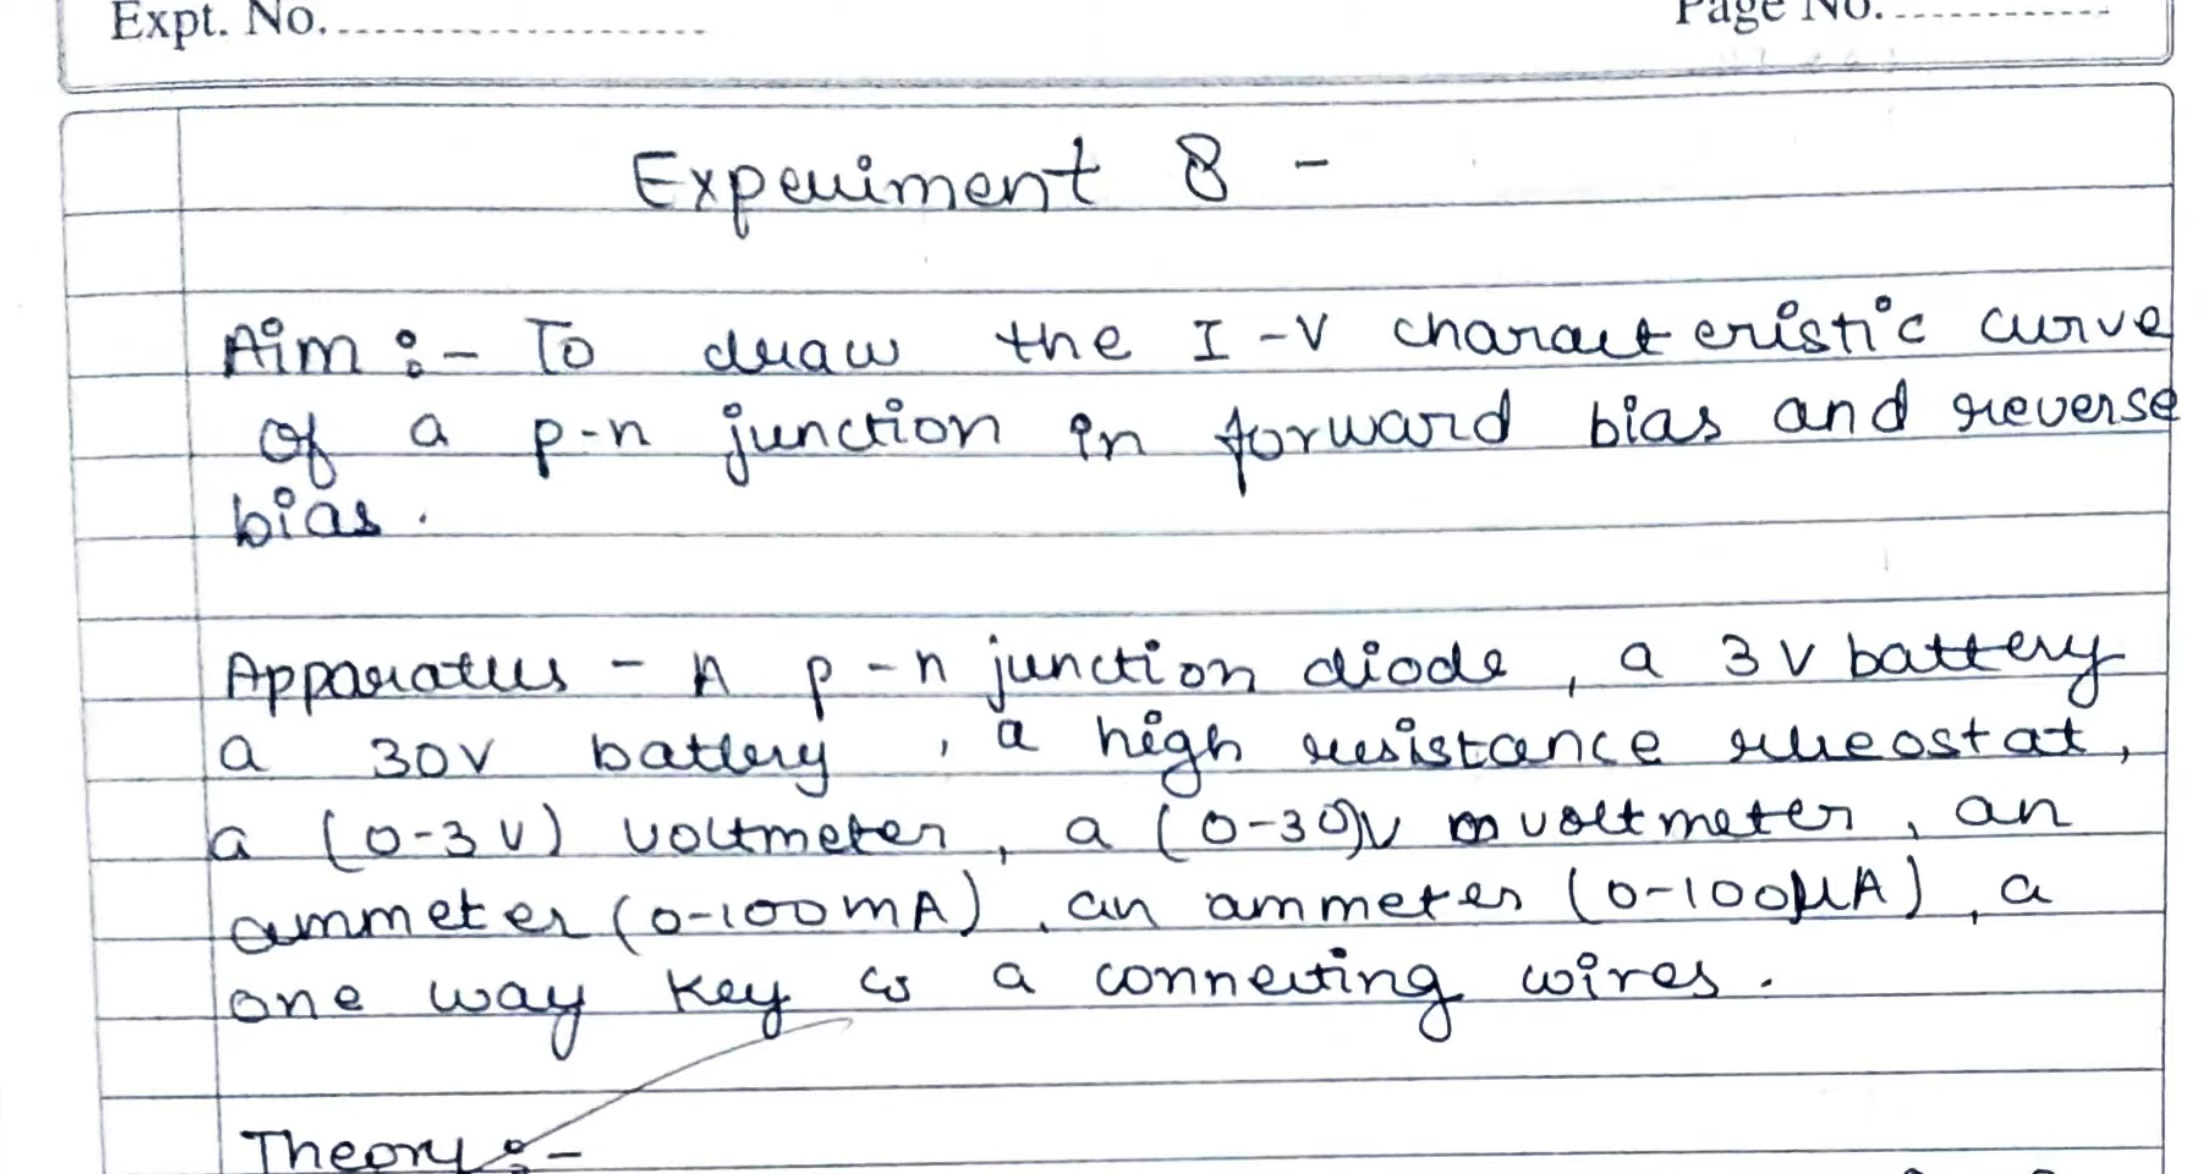 Expt. No.
Page No.
Experiment 8 -
Aim :- To draw the I-V characteristic curve
of a p-n junction in forward bias and reverse
bias.
Apparatus - A p-n junction diode, a 3V battery
a 30V battery, a high resistance rheostat,
a (0-3V) voltmeter, a (0-30)V voltmeter, an
ammeter (0-100mA), an ammeter (0-100μA), a
one way key & a connecting wires.
Theory :-